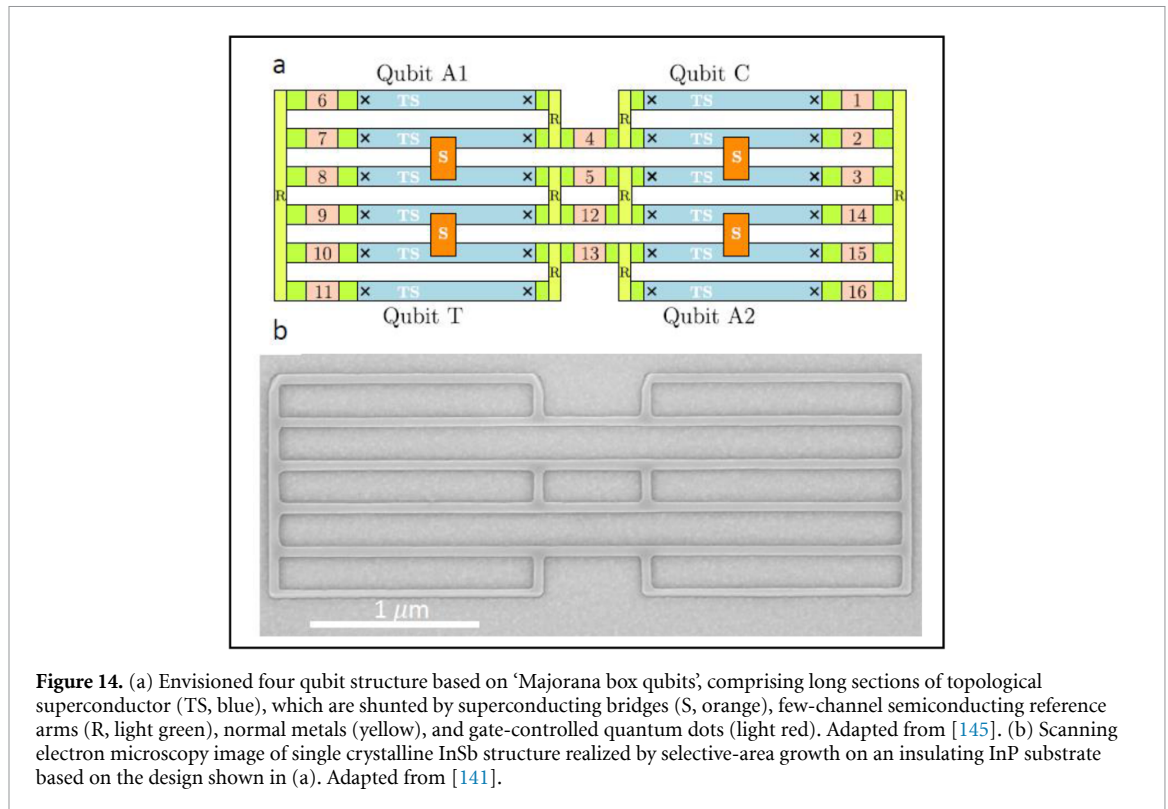 a
Qubit A1 Qubit C
6 × TS × × TS × 1
R R
7 × TS × 4 × TS × 2
S S
8 × TS × 5 × TS × 3
R R R R
9 × TS × 12 × TS × 14
S S
10 × TS × 13 × TS × 15
R R
11 × TS × × TS × 16
Qubit T Qubit A2
b
1 μm
Figure 14. (a) Envisioned four qubit structure based on ‘Majorana box qubits’, comprising long sections of topological
superconductor (TS, blue), which are shunted by superconducting bridges (S, orange), few-channel semiconducting reference
arms (R, light green), normal metals (yellow), and gate-controlled quantum dots (light red). Adapted from [145]. (b) Scanning
electron microscopy image of single crystalline InSb structure realized by selective-area growth on an insulating InP substrate
based on the design shown in (a). Adapted from [141].